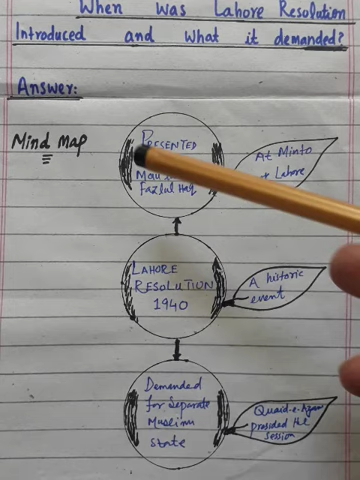 When was Lahore Resolution
Introduced and What it demanded?
Answer:
Mind Map
PRESENTED
Fazlul Haq
At Minto
Lahore
LAHORE
RESOLUTION
1940
A historic
event
Demanded
for Separate
Muslim
state
Quaid-e-Azam
presided the
Session